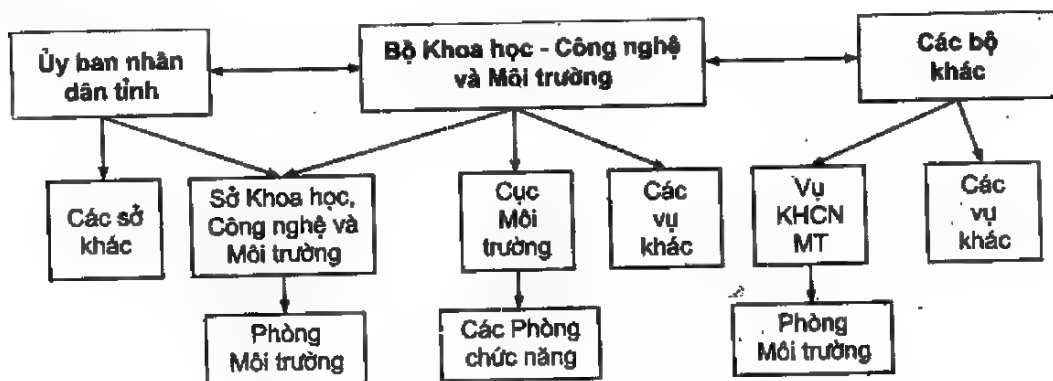 Ủy ban nhân
dân tỉnh
Bộ Khoa học - Công nghệ
và Môi trường
Các bộ
khác
Các sở
khác
Sở Khoa học,
Công nghệ và
Môi trường
Cục
Môi
trường
Các
vụ
khác
Vụ
KHCN
MT
Các
vụ
khác
Phòng
Môi trường
Các Phòng
chức năng
Phòng
Môi trường